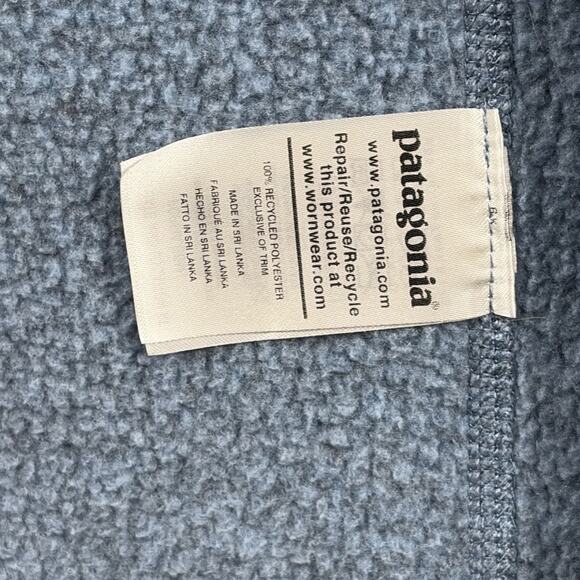 patagonia®
www.patagonia.com
Repair/Reuse/Recycle
this product at
www.wornwear.com
100% RECYCLED POLYESTER
EXCLUSIVE OF TRIM
MADE IN SRI LANKA
FABRIQUÉ AU SRI LANKA
HECHO EN SRI LANKA
FATTO IN SRI LANKA